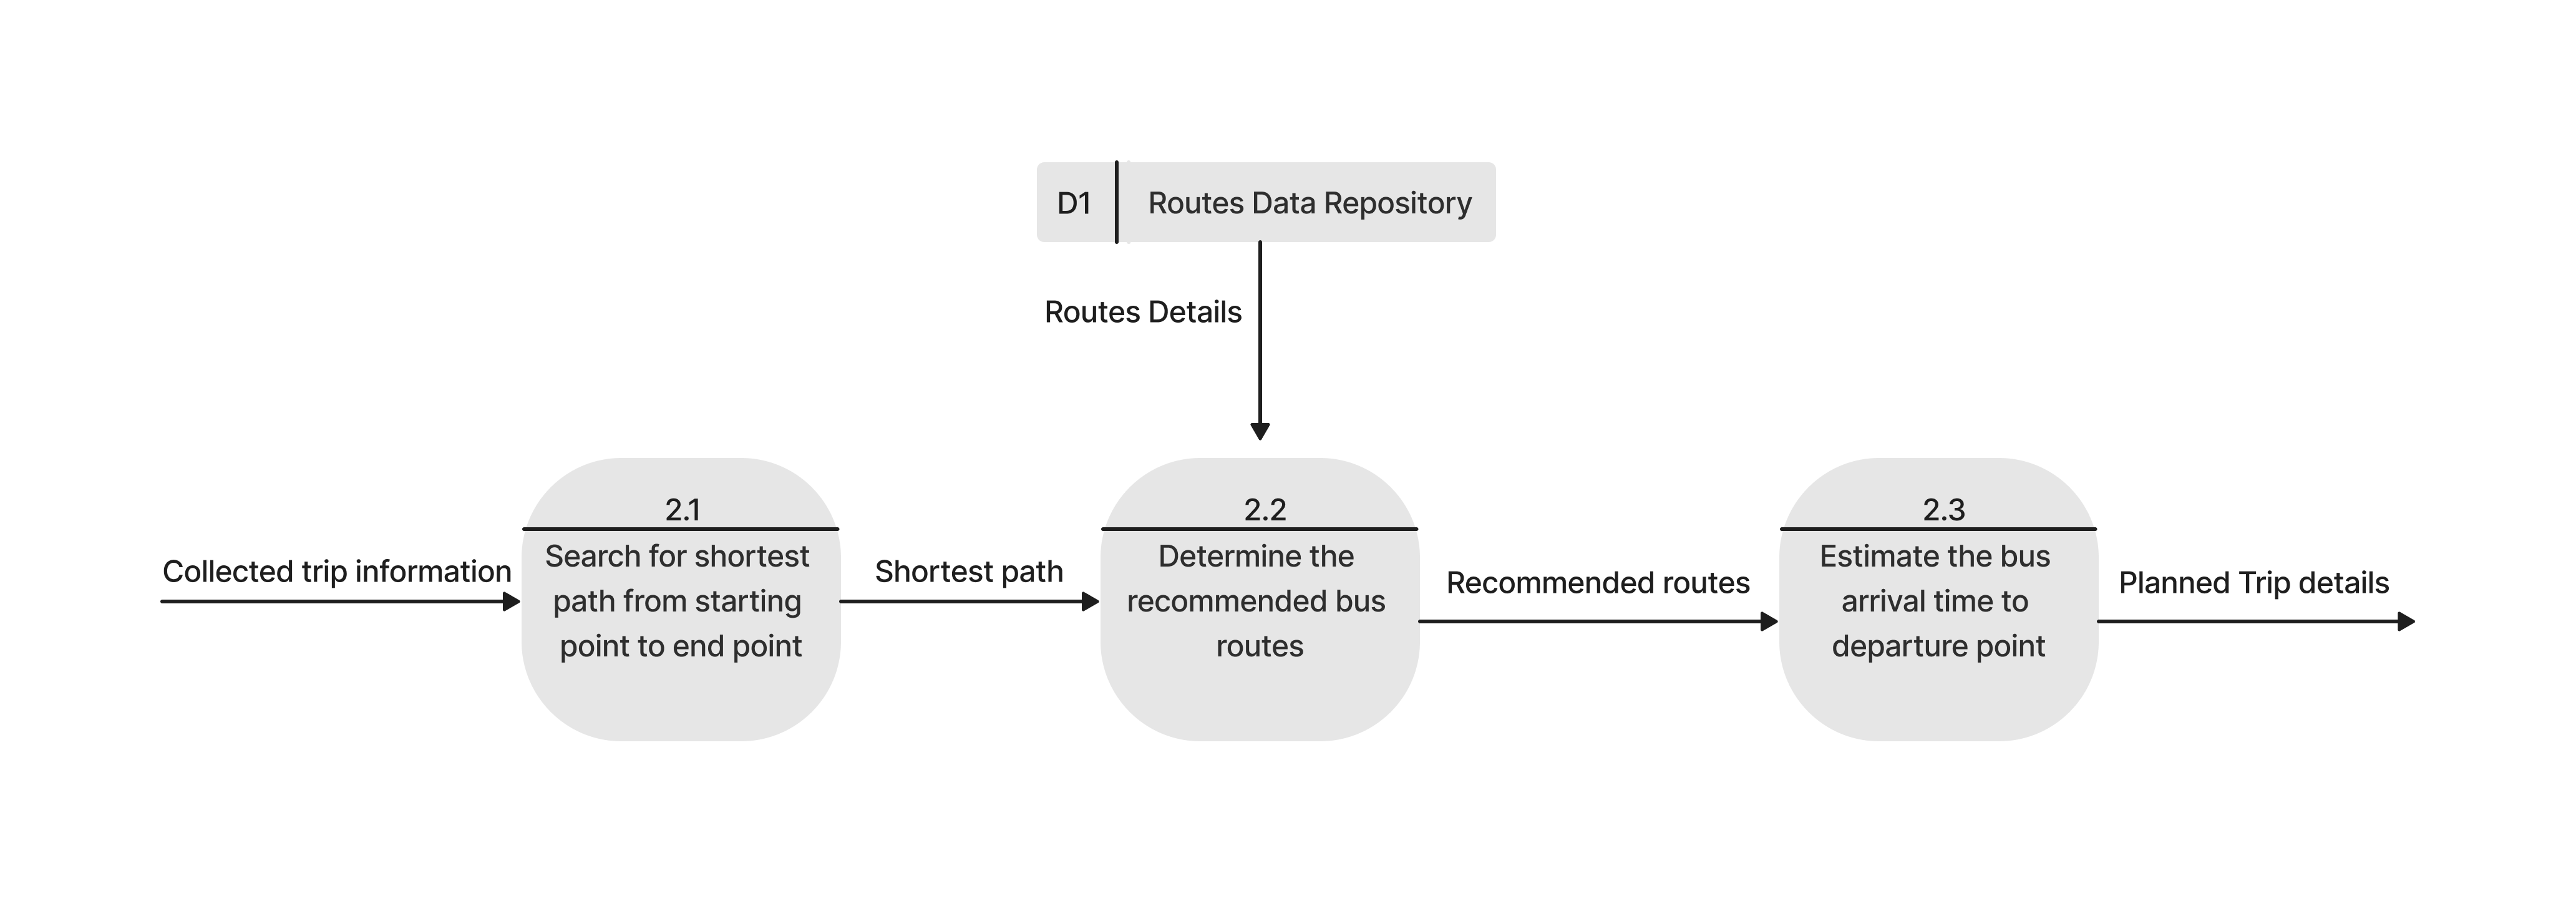 D1
Routes Data Repository
Routes Details
Collected trip information
2.1
Search for shortest
path from starting
point to end point
Shortest path
2.2
Determine the
recommended bus
routes
Recommended routes
2.3
Estimate the bus
arrival time to
departure point
Planned Trip details